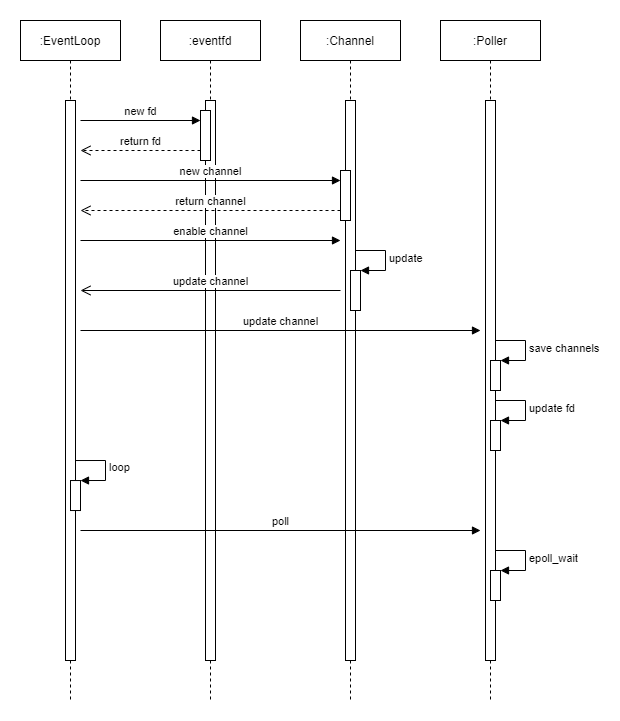 :EventLoop
:eventfd
:Channel
:Poller
new fd
return fd
new channel
return channel
enable channel
update
update channel
update channel
save channels
update fd
loop
poll
epoll_wait